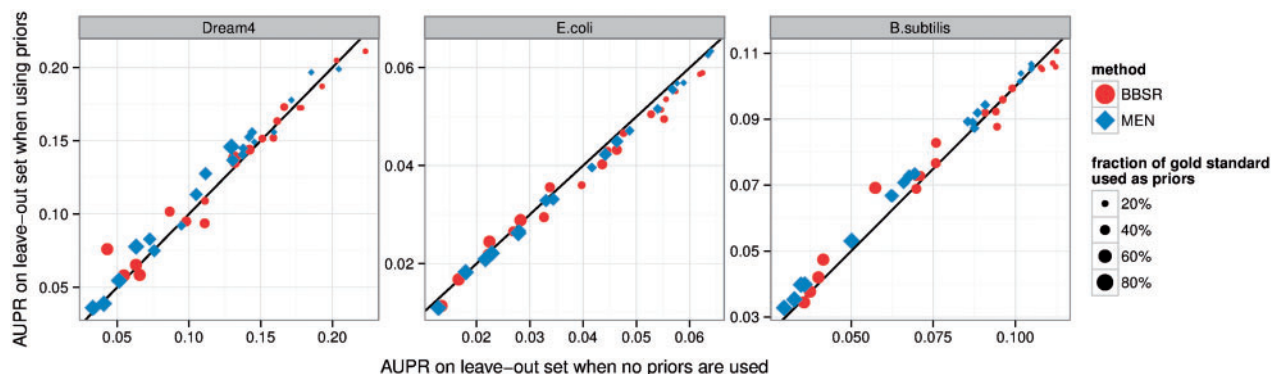 Dream4
E.coli
B.subtilis
AUPR on leave-out set when using priors
0.20
0.15
0.10
0.05
0.06
0.04
0.02
0.11
0.09
0.07
0.05
0.03
0.05 0.10 0.15 0.20
0.02 0.03 0.04 0.05 0.06
0.050 0.075 0.100
AUPR on leave-out set when no priors are used
method
BBSR
MEN
fraction of gold standard
used as priors
20%
40%
60%
80%